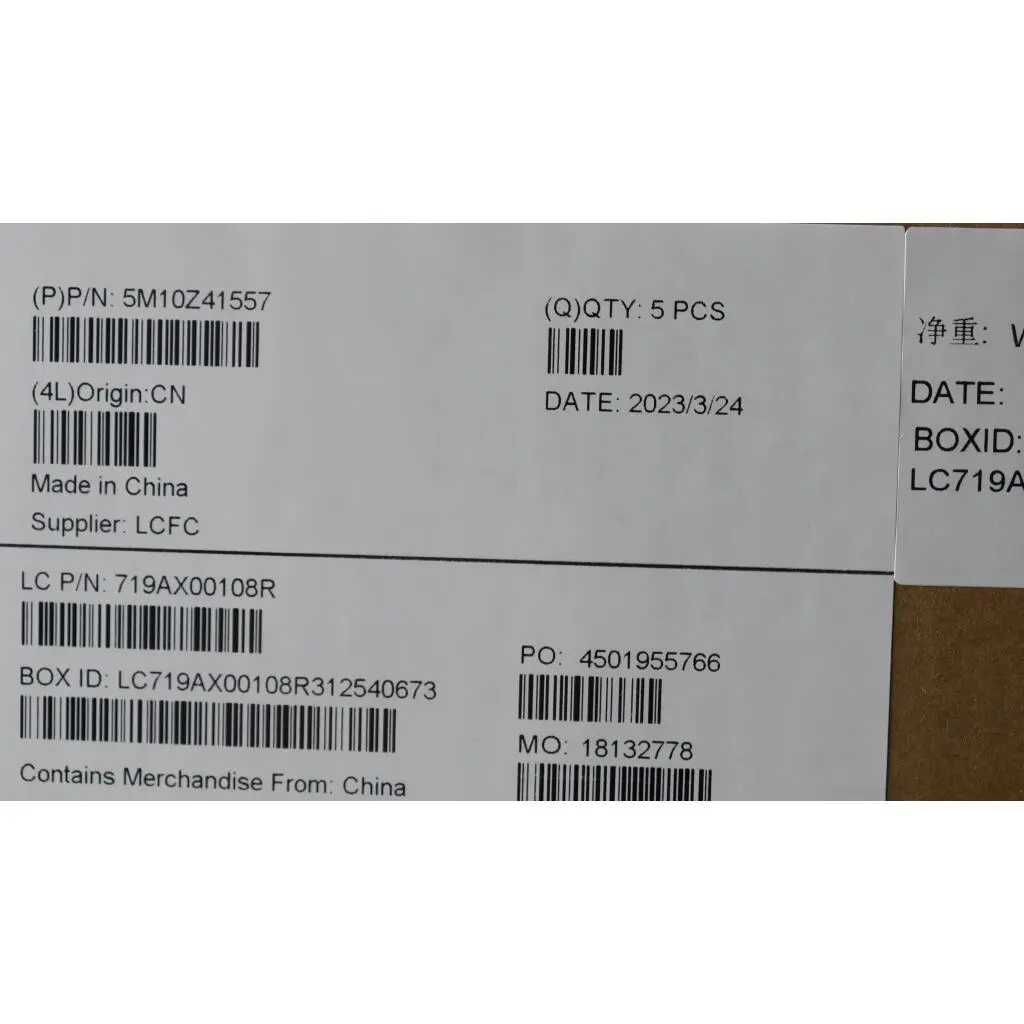 (P)P/N: 5M10Z41557
(Q)QTY: 5 PCS
(4L)Origin:CN
DATE: 2023/3/24
Made in China
Supplier: LCFC
LC P/N: 719AX00108R
BOX ID: LC719AX00108R312540673
Contains Merchandise From: China
PO: 4501955766
MO: 18132778
净重:
DATE:
BOXID:
LC719A